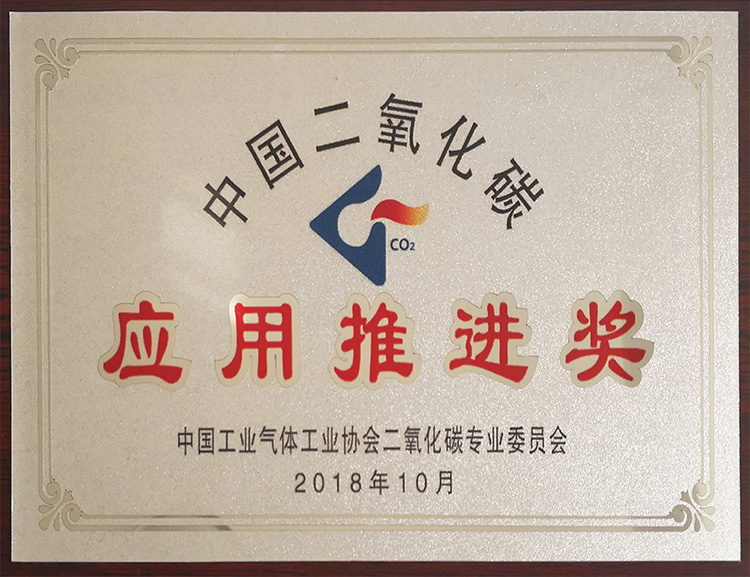 中国二氧化碳
CO₂
应用推进奖
中国工业气体工业协会二氧化碳专业委员会
2018年10月